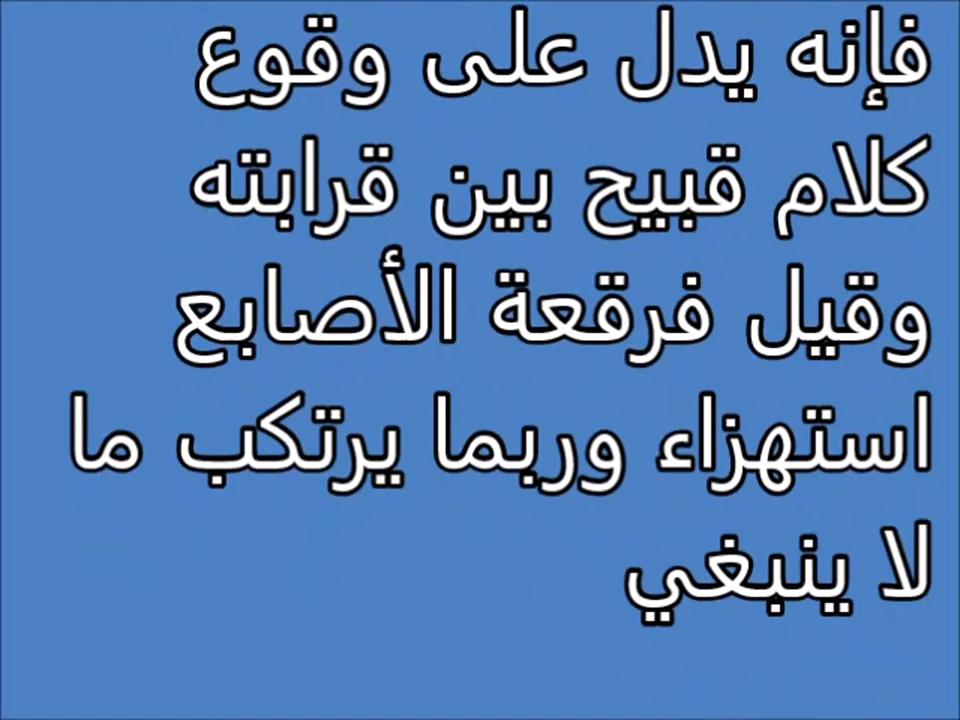 فإنه يدل على وقوع
كلام قبيح بين قرابته
وقيل فرقعة الأصابع
استهزاء وربما يرتكب ما
لا ينبغي